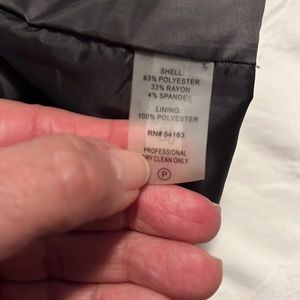 SHELL:
63% POLYESTER
33% RAYON
4% SPANDEX
LINING:
100% POLYESTER
RN# 54163
PROFESSIONAL
DRY CLEAN ONLY
P